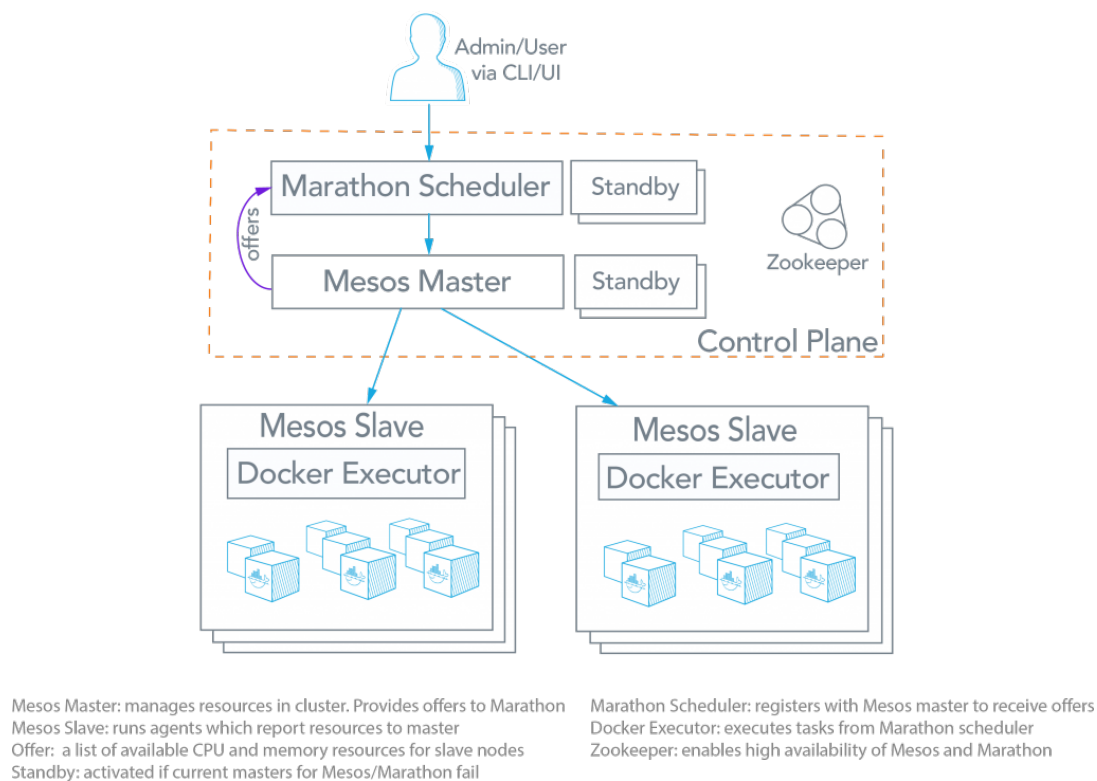 Admin/User
via CLI/UI
Marathon Scheduler
Standby
offers
Zookeeper
Mesos Master
Standby
Control Plane
Mesos Slave
Docker Executor
Mesos Slave
Docker Executor
Mesos Master: manages resources in cluster. Provides offers to Marathon
Mesos Slave: runs agents which report resources to master
Offer:  a list of available CPU and memory resources for slave nodes
Standby: activated if current masters for Mesos/Marathon fail
Marathon Scheduler: registers with Mesos master to receive offers
Docker Executor: executes tasks from Marathon scheduler
Zookeeper: enables high availability of Mesos and Marathon